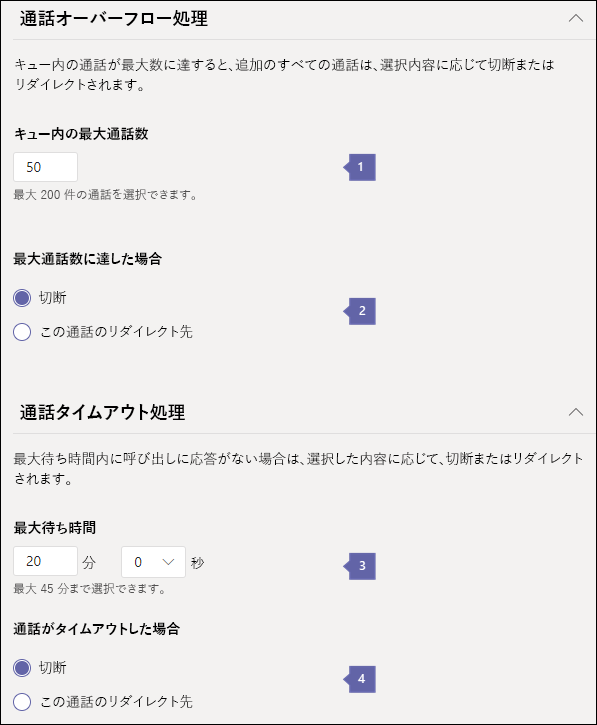 通話オーバーフロー処理
キュー内の通話が最大数に達すると、追加のすべての通話は、選択内容に応じて切断または
リダイレクトされます。
キュー内の最大通話数
50
1
最大 200 件の通話を選択できます。
最大通話数に達した場合
切断
2
この通話のリダイレクト先
通話タイムアウト処理
最大待ち時間内に呼び出しに応答がない場合は、選択した内容に応じて、切断またはリダイレクト
されます。
最大待ち時間
20 分 0 秒
3
最大 45 分まで選択できます。
通話がタイムアウトした場合
切断
4
この通話のリダイレクト先